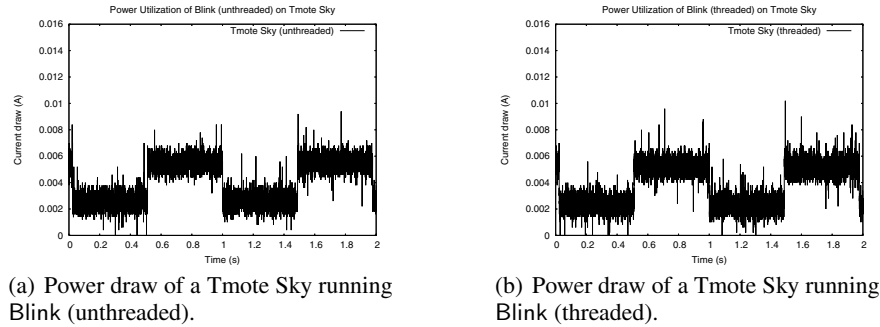 Power Utilization of Blink (unthreaded) on Tmote Sky
Tmote Sky (unthreaded)
Current draw (A)
0.016
0.014
0.012
0.01
0.008
0.006
0.004
0.002
0
0 0.2 0.4 0.6 0.8 1 1.2 1.4 1.6 1.8 2
Time (s)
(a) Power draw of a Tmote Sky running
Blink (unthreaded).
Power Utilization of Blink (threaded) on Tmote Sky
Tmote Sky (threaded)
Current draw (A)
0.016
0.014
0.012
0.01
0.008
0.006
0.004
0.002
0
0 0.2 0.4 0.6 0.8 1 1.2 1.4 1.6 1.8 2
Time (s)
(b) Power draw of a Tmote Sky running
Blink (threaded).